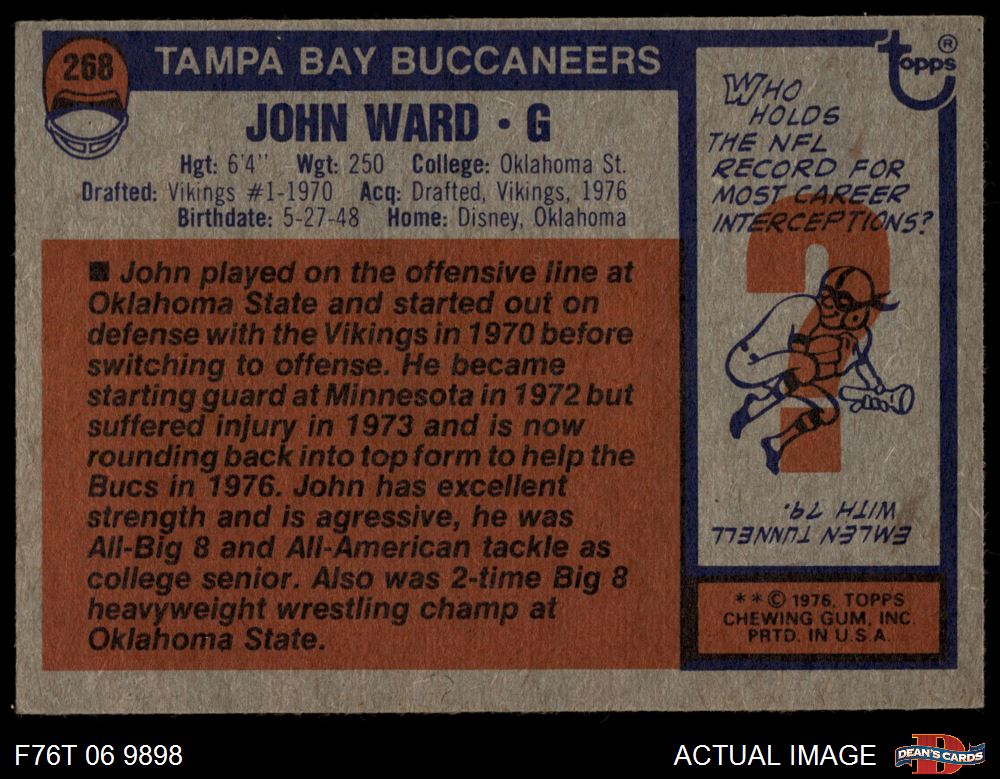 268
TAMPA BAY BUCCANEERS
JOHN WARD • G
Hgt: 6'4" Wgt: 250 College: Oklahoma St.
Drafted: Vikings #1-1970 Acq: Drafted, Vikings, 1976
Birthdate: 5-27-48 Home: Disney, Oklahoma
■ John played on the offensive line at
Oklahoma State and started out on
defense with the Vikings in 1970 before
switching to offense. He became
starting guard at Minnesota in 1972 but
suffered injury in 1973 and is now
rounding back into top form to help the
Bucs in 1976. John has excellent
strength and is agressive, he was
All-Big 8 and All-American tackle as
college senior. Also was 2-time Big 8
heavyweight wrestling champ at
Oklahoma State.
topps ®
WHO
HOLDS
THE NFL
RECORD FOR
MOST CAREER
INTERCEPTIONS?
EMLEN TUNNELL
WITH 79.
**© 1976, TOPPS
CHEWING GUM, INC.
PRTD. IN U.S.A.
F76T 06 9898
ACTUAL IMAGE
DEAN'S CARDS